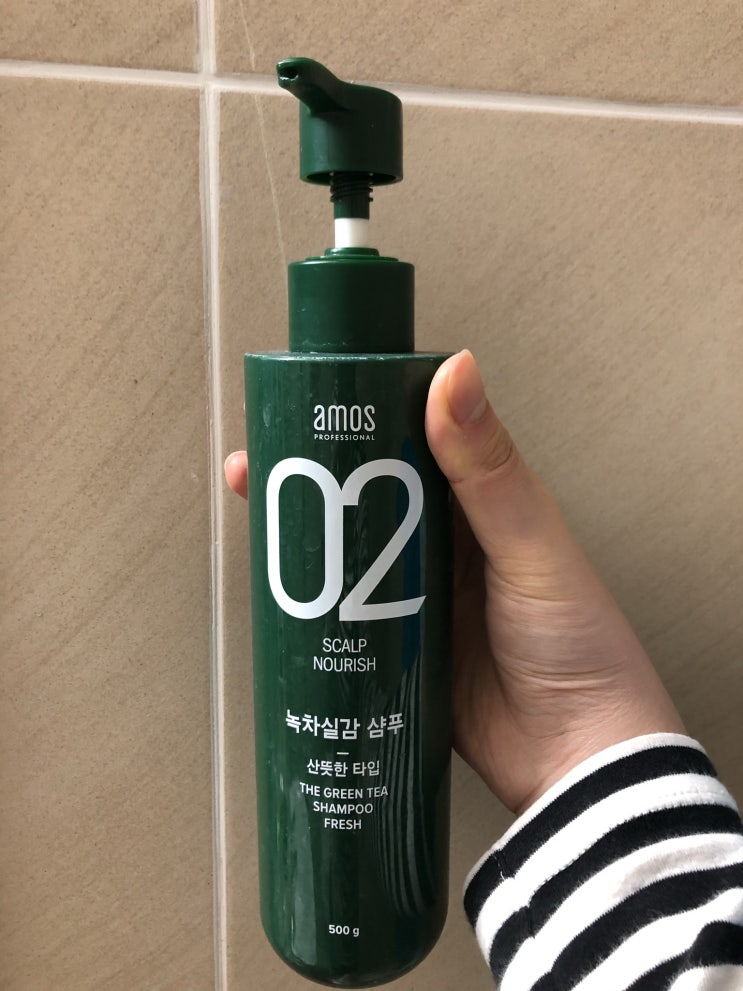 amos
PROFESSIONAL
02
SCALP
NOURISH
녹차실감 샴푸
산뜻한 타입
THE GREEN TEA
SHAMPOO
FRESH
500 g